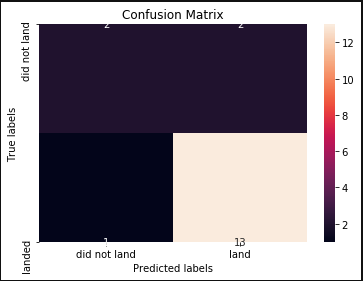 Confusion Matrix
True labels
did not land
landed
2 2
1 13
did not land land
Predicted labels
12
10
8
6
4
2